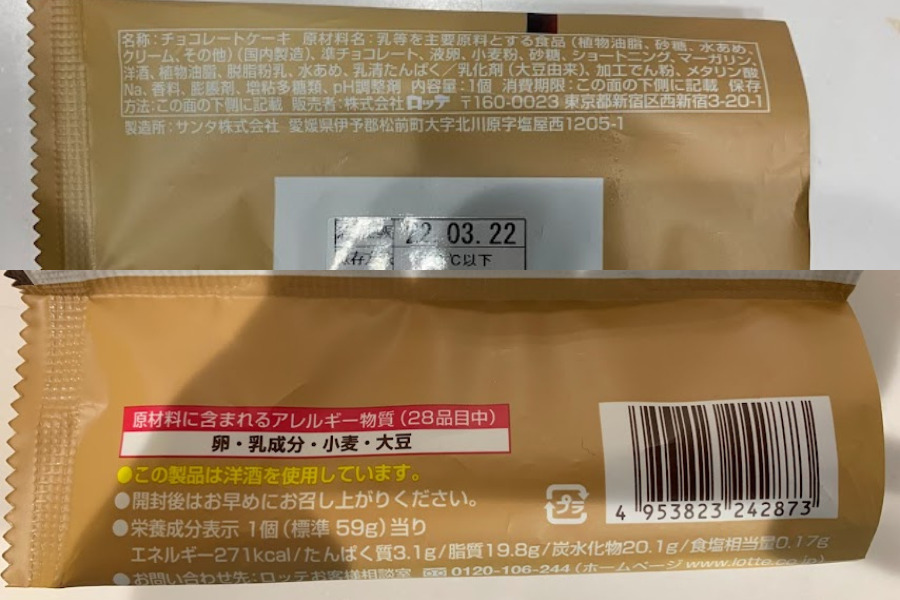 名称:チョコレートケーキ 原材料名:乳等を主要原料とする食品(植物油脂、砂糖、水あめ、
クリーム、その他)(国内製造)、準チョコレート、液卵、小麦粉、砂糖、ショートニング、マーガリン、
洋酒、植物油脂、脱脂粉乳、水あめ、乳清たんぱく/乳化剤(大豆由来)、加工でん粉、メタリン酸
Na、香料、膨脹剤、増粘多糖類、pH調整剤 内容量:1個 消費期限:この面の下側に記載 保存
方法:この面の下側に記載 販売者:株式会社ロッテ 〒160-0023 東京都新宿区西新宿3-20-1
製造所:サンタ株式会社 愛媛県伊予郡松前町大字北川原字塩屋西1205-1
22.03.22
℃以下
原材料に含まれるアレルギー物質(28品目中)
卵・乳成分・小麦・大豆
●この製品は洋酒を使用しています。
●開封後はお早めにお召し上がりください。
●栄養成分表示 1個(標準 59g)当り
エネルギー271kcal/たんぱく質3.1g/脂質19.8g/炭水化物20.1g/食塩相当量0.17g
●お問い合わせ先:ロッテお客様相談室 0120-106-244(ホームページ www.lotte.co.jp)
プラ
4 953823 242873